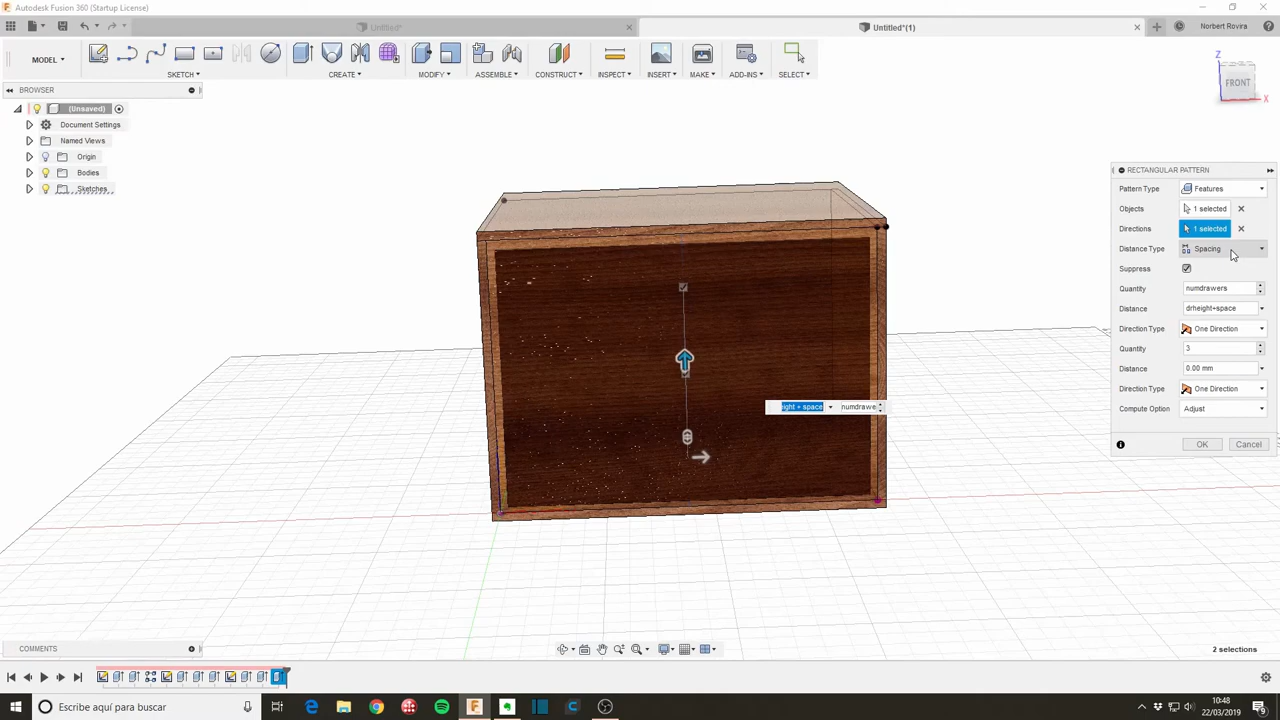 Autodesk Fusion 360 (Startup License)
Untitled*
Untitled*(1)
Norbert Rovira
MODEL
SKETCH
CREATE
MODIFY
ASSEMBLE
CONSTRUCT
INSPECT
INSERT
MAKE
ADD-INS
SELECT
BROWSER
(Unsaved)
Document Settings
Named Views
Origin
Bodies
Sketches
Z
FRONT
X
RECTANGULAR PATTERN
Pattern Type Features
Objects 1 selected
Directions 1 selected
Distance Type Spacing
Suppress
Quantity numdrawers
Distance drheight+space
Direction Type One Direction
Quantity 3
Distance 0.00 mm
Direction Type One Direction
Compute Option Adjust
OK Cancel
ight + space numdrawe
COMMENTS
2 selections
Escribe aquí para buscar
10:48
22/03/2019